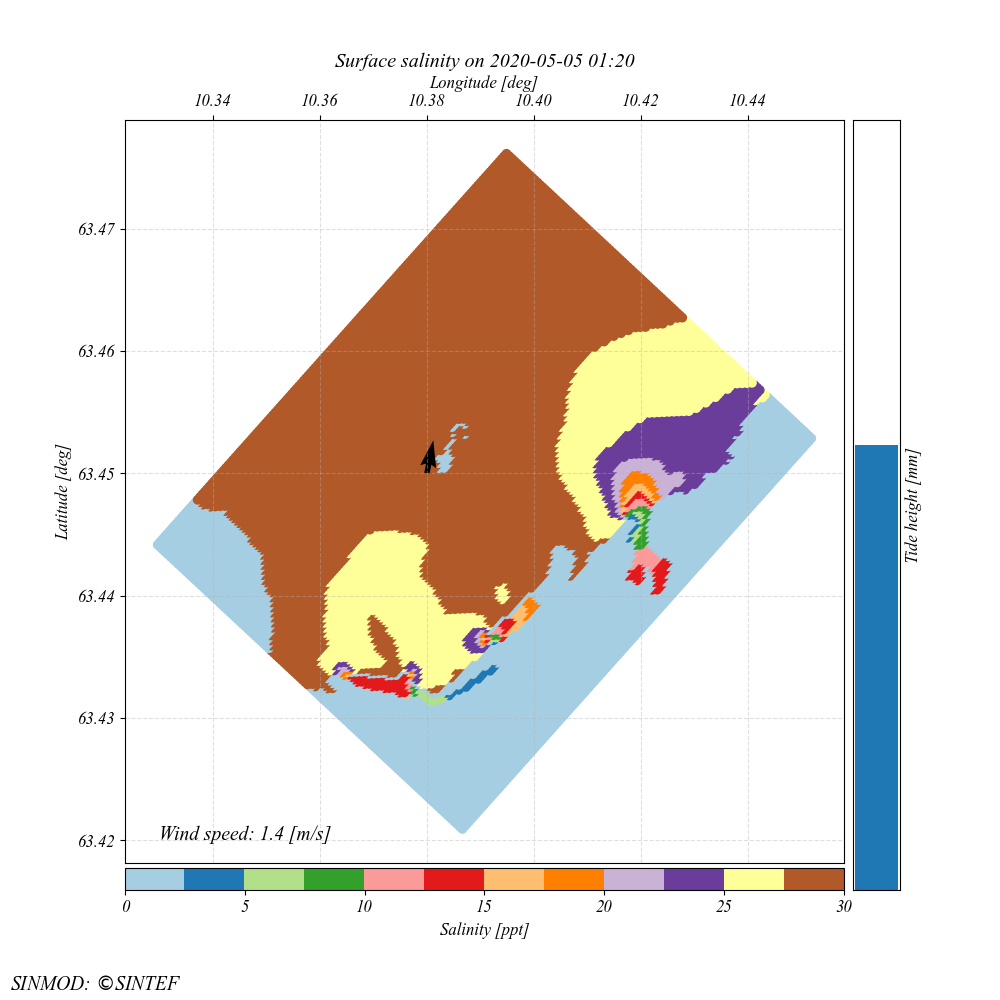 Surface salinity on 2020-05-05 01:20
Longitude [deg]
10.34 10.36 10.38 10.40 10.42 10.44
63.47
63.46
63.45
63.44
63.43
63.42
Latitude [deg]
Tide height [mm]
Wind speed: 1.4 [m/s]
0 5 10 15 20 25 30
Salinity [ppt]
SINMOD: ©SINTEF